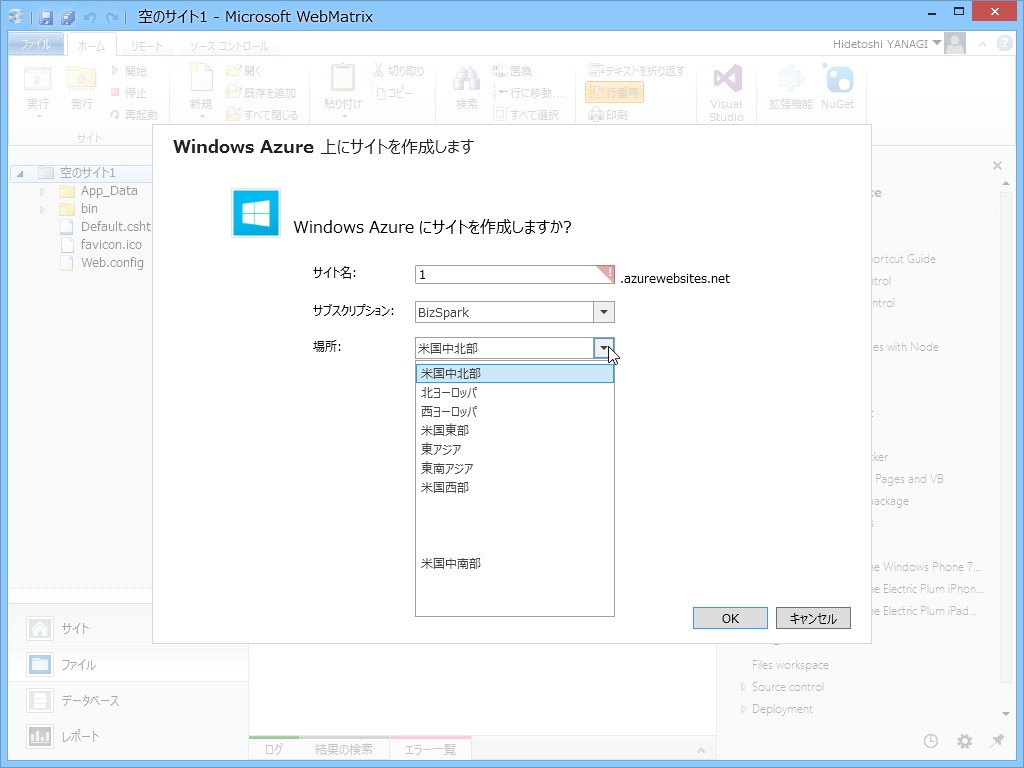 空のサイト1 - Microsoft WebMatrix
ファイル ホーム リモート ソース コントロール
Hidetoshi YANAGI
実行
発行
開始
停止
再起動
サイト
新規
開く
既存を追加
すべて閉じる
貼り付け
切り取り
コピー
検索
置換
行に移動...
すべて選択
テキストを折り返す
行番号
印刷
Visual
Studio
拡張機能
NuGet
空のサイト1
App_Data
bin
Default.csht
favicon.ico
Web.config
Windows Azure 上にサイトを作成します
Windows Azure にサイトを作成しますか?
サイト名: 1 .azurewebsites.net
サブスクリプション: BizSpark
場所: 米国中北部
米国中北部
北ヨーロッパ
西ヨーロッパ
米国東部
東アジア
東南アジア
米国西部
米国中南部
OK キャンセル
ortcut Guide
ntrol
ntrol
es with Node
cker
Pages and VB
package
ne Windows Phone 7...
ne Electric Plum iPhon...
ne Electric Plum iPad...
Files workspace
Source control
Deployment
サイト
ファイル
データベース
レポート
ログ 結果の検索 エラー一覧